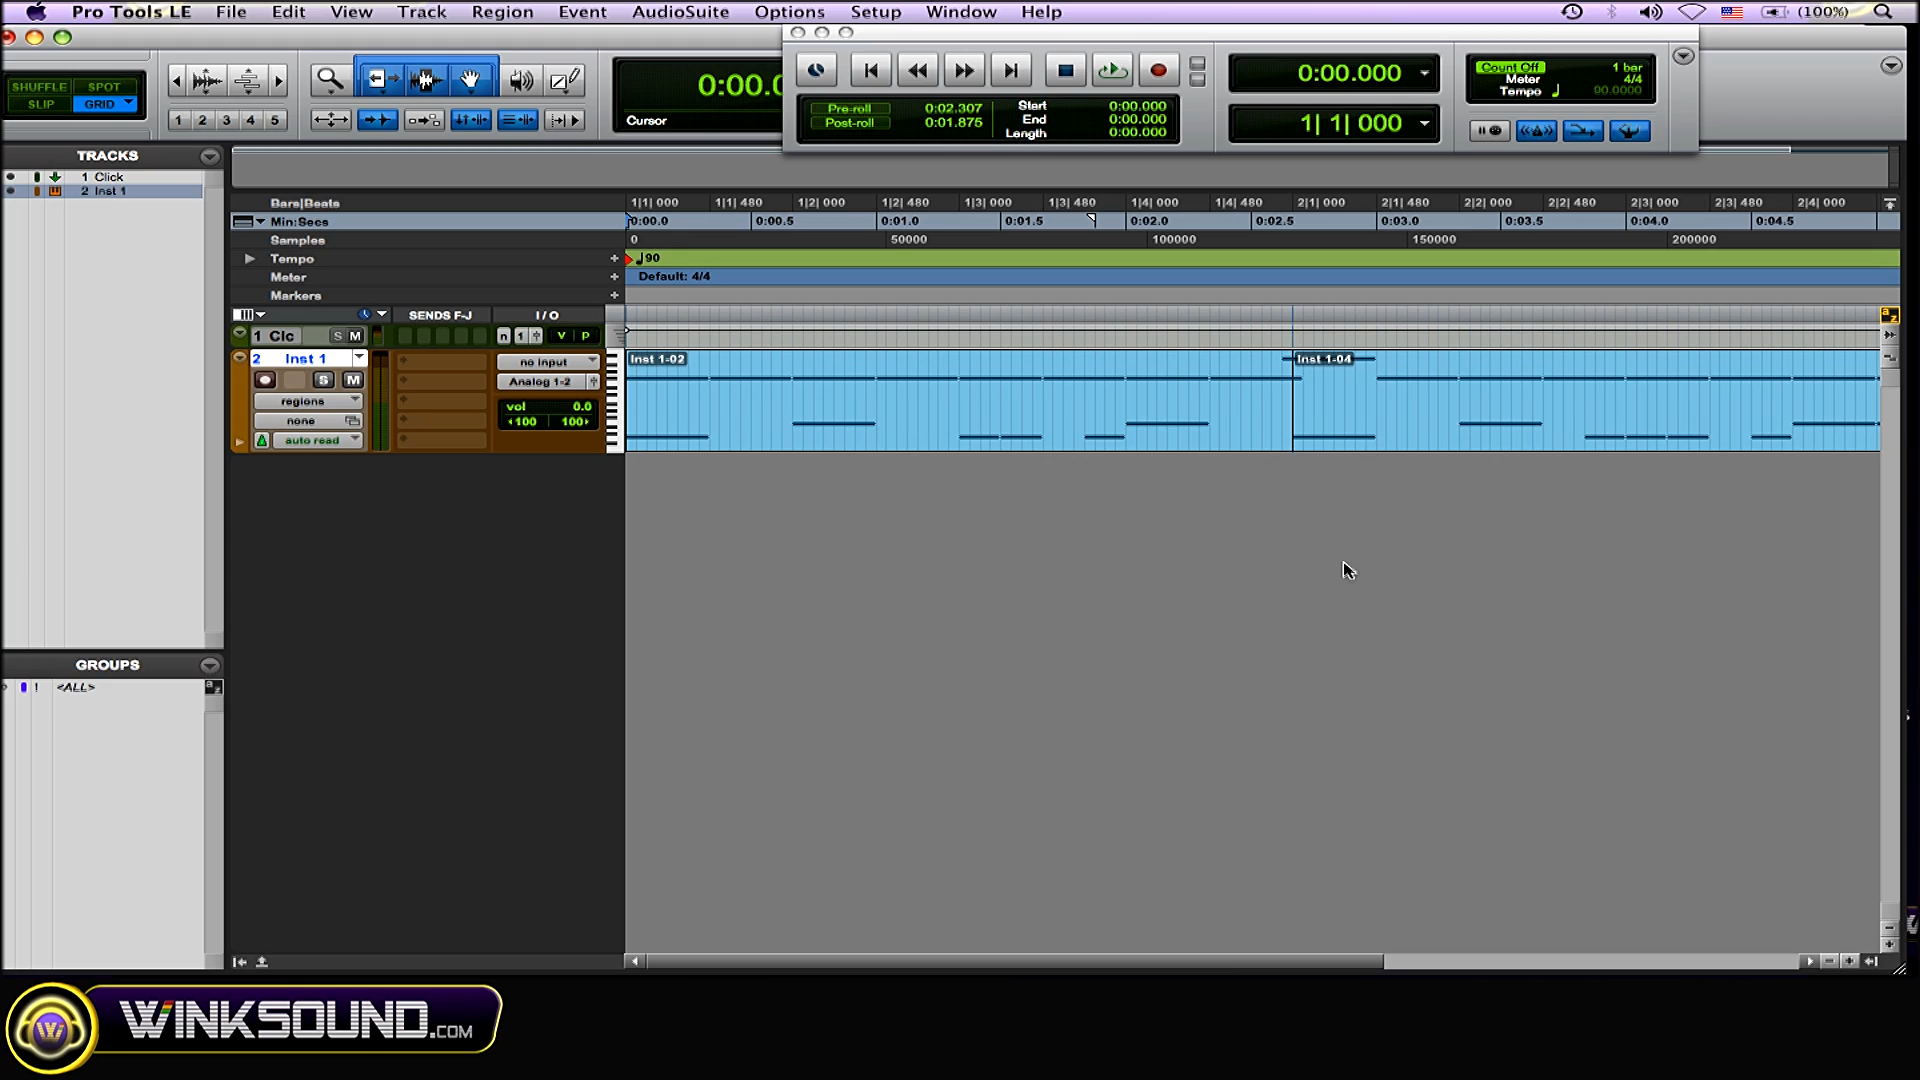 Pro Tools LE File Edit View Track Region Event AudioSuite Options Setup Window Help (100%)
SHUFFLE SPOT
SLIP GRID
1 2 3 4 5
0:00.0
Cursor
Pre-roll 0:02.307
Post-roll 0:01.875
Start 0:00.000
End 0:00.000
Length 0:00.000
0:00.000
1| 1| 000
Count Off 1 bar
Meter 4/4
Tempo 90.0000
TRACKS
1 Click
2 Inst 1
Bars|Beats 1|1| 000 1|1| 480 1|2| 000 1|2| 480 1|3| 000 1|3| 480 1|4| 000 1|4| 480 2|1| 000 2|1| 480 2|2| 000 2|2| 480 2|3| 000 2|3| 480 2|4| 000
Min:Secs 0:00.0 0:00.5 0:01.0 0:01.5 0:02.0 0:02.5 0:03.0 0:03.5 0:04.0 0:04.5
Samples 0 50000 100000 150000 200000
Tempo 90
Meter Default: 4/4
Markers
SENDS F-J I/O
1 Clc S M n 1 v p
2 Inst 1 no input
S M Analog 1-2
regions vol 0.0
none 100 100
auto read
Inst 1-02 Inst 1-04
a z
GROUPS
! <ALL> a z
W WINKSOUND.COM